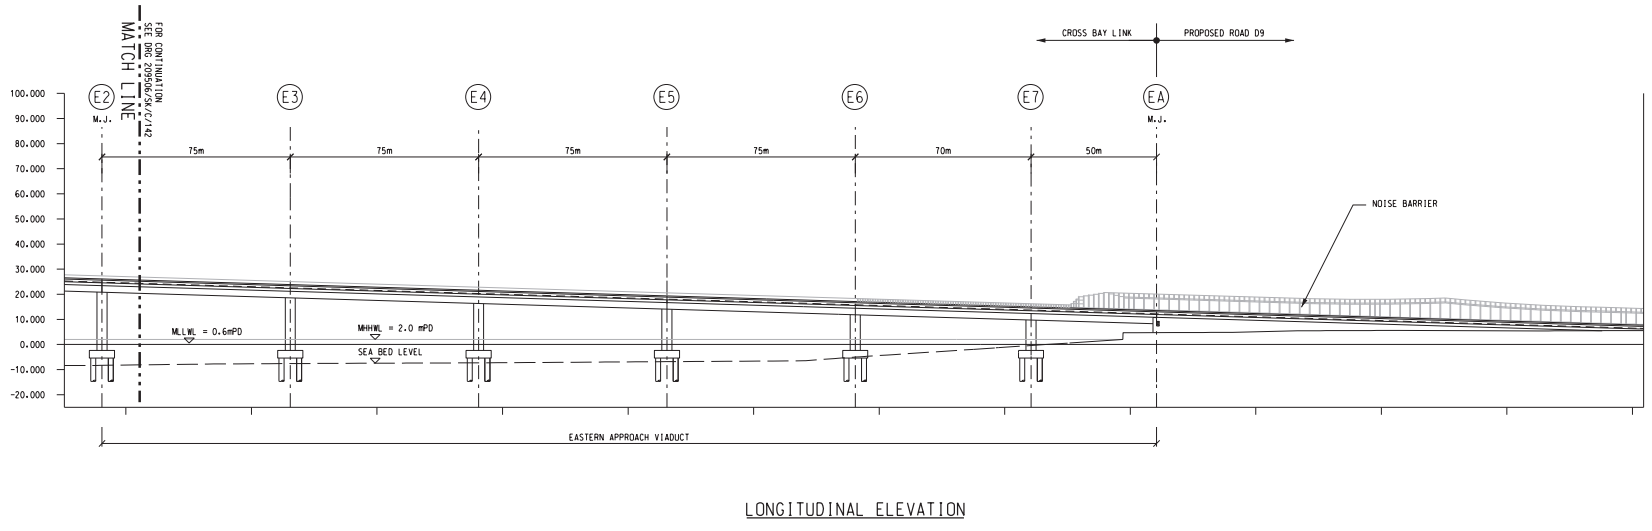 FOR CONTINUATION
SEE DRG 209506/SK/C/142
MATCH LINE
CROSS BAY LINK
PROPOSED ROAD D9
E2
E3
E4
E5
E6
E7
EA
M.J.
M.J.
100.000
90.000
80.000
70.000
60.000
50.000
40.000
30.000
20.000
10.000
0.000
-10.000
-20.000
75m
75m
75m
75m
70m
50m
NOISE BARRIER
MLLWL = 0.6mPD
MHHWL = 2.0 mPD
SEA BED LEVEL
EASTERN APPROACH VIADUCT
LONGITUDINAL ELEVATION